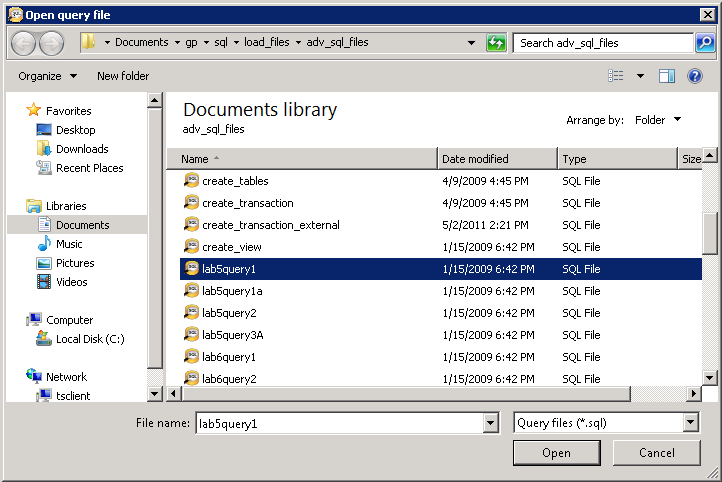 Open query file
Documents gp sql load_files adv_sql_files Search adv_sql_files
Organize New folder
Favorites
Desktop
Downloads
Recent Places
Libraries
Documents
Music
Pictures
Videos
Computer
Local Disk (C:)
Network
tsclient
Documents library
adv_sql_files
Arrange by: Folder
Name Date modified Type Size
create_tables 4/9/2009 4:45 PM SQL File
create_transaction 4/9/2009 4:45 PM SQL File
create_transaction_external 5/2/2011 2:21 PM SQL File
create_view 1/15/2009 6:42 PM SQL File
lab5query1 1/15/2009 6:42 PM SQL File
lab5query1a 1/15/2009 6:42 PM SQL File
lab5query2 1/15/2009 6:42 PM SQL File
lab5query3A 1/15/2009 6:42 PM SQL File
lab6query1 1/15/2009 6:42 PM SQL File
lab6query2 1/15/2009 6:42 PM SQL File
File name: lab5query1 Query files (*.sql)
Open Cancel